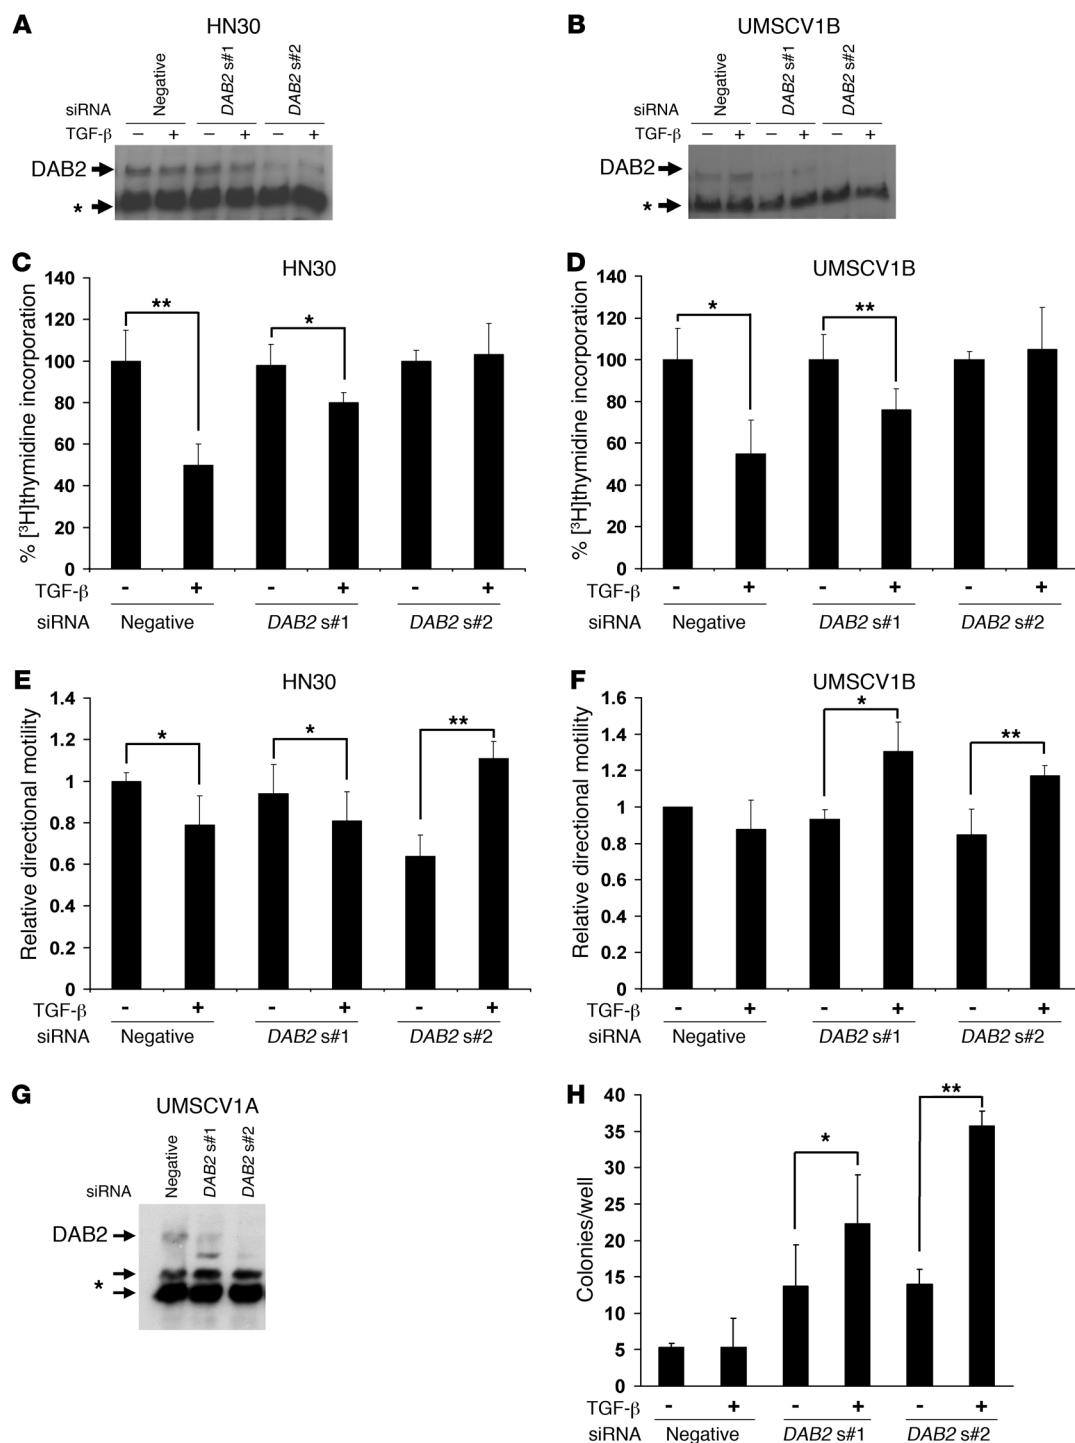 A
HN30
siRNA
Negative
DAB2 s#1
DAB2 s#2
TGF-β
– + – + – +
DAB2
*
B
UMSCV1B
siRNA
Negative
DAB2 s#1
DAB2 s#2
TGF-β
– + – + – +
DAB2
*
C
HN30
% [³H]thymidine incorporation
140
120
100
80
60
40
20
0
**
*
TGF-β - + - + - +
siRNA Negative DAB2 s#1 DAB2 s#2
D
UMSCV1B
% [³H]thymidine incorporation
140
120
100
80
60
40
20
0
*
**
TGF-β - + - + - +
siRNA Negative DAB2 s#1 DAB2 s#2
E
HN30
Relative directional motility
1.4
1.2
1
0.8
0.6
0.4
0.2
0
*
*
**
TGF-β - + - + - +
siRNA Negative DAB2 s#1 DAB2 s#2
F
UMSCV1B
Relative directional motility
1.6
1.4
1.2
1
0.8
0.6
0.4
0.2
0
*
**
TGF-β - + - + - +
siRNA Negative DAB2 s#1 DAB2 s#2
G
UMSCV1A
siRNA
Negative
DAB2 s#1
DAB2 s#2
DAB2
*
H
Colonies/well
40
35
30
25
20
15
10
5
0
*
**
TGF-β - + - + - +
siRNA Negative DAB2 s#1 DAB2 s#2